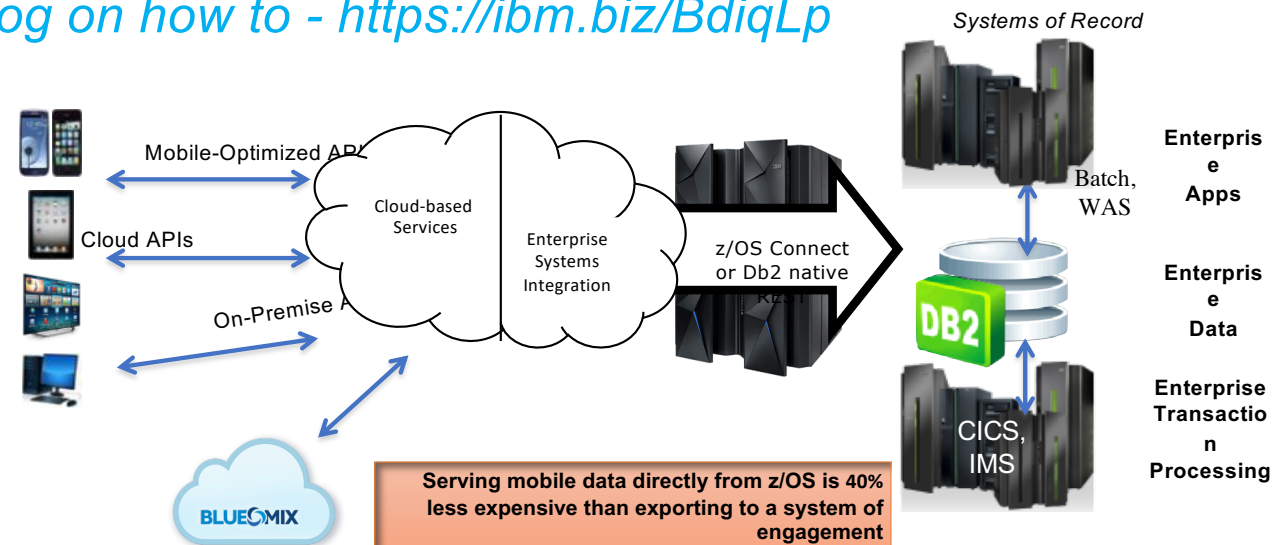 og on how to - https://ibm.biz/BdiqLp
Systems of Record
Mobile-Optimized API
Cloud APIs
On-Premise A
Cloud-based
Services
Enterprise
Systems
Integration
z/OS Connect
or Db2 native
REST
Batch,
WAS
Enterpris
e
Apps
DB2
Enterpris
e
Data
CICS,
IMS
Enterprise
Transactio
n
Processing
BLUEMIX
Serving mobile data directly from z/OS is 40%
less expensive than exporting to a system of
engagement